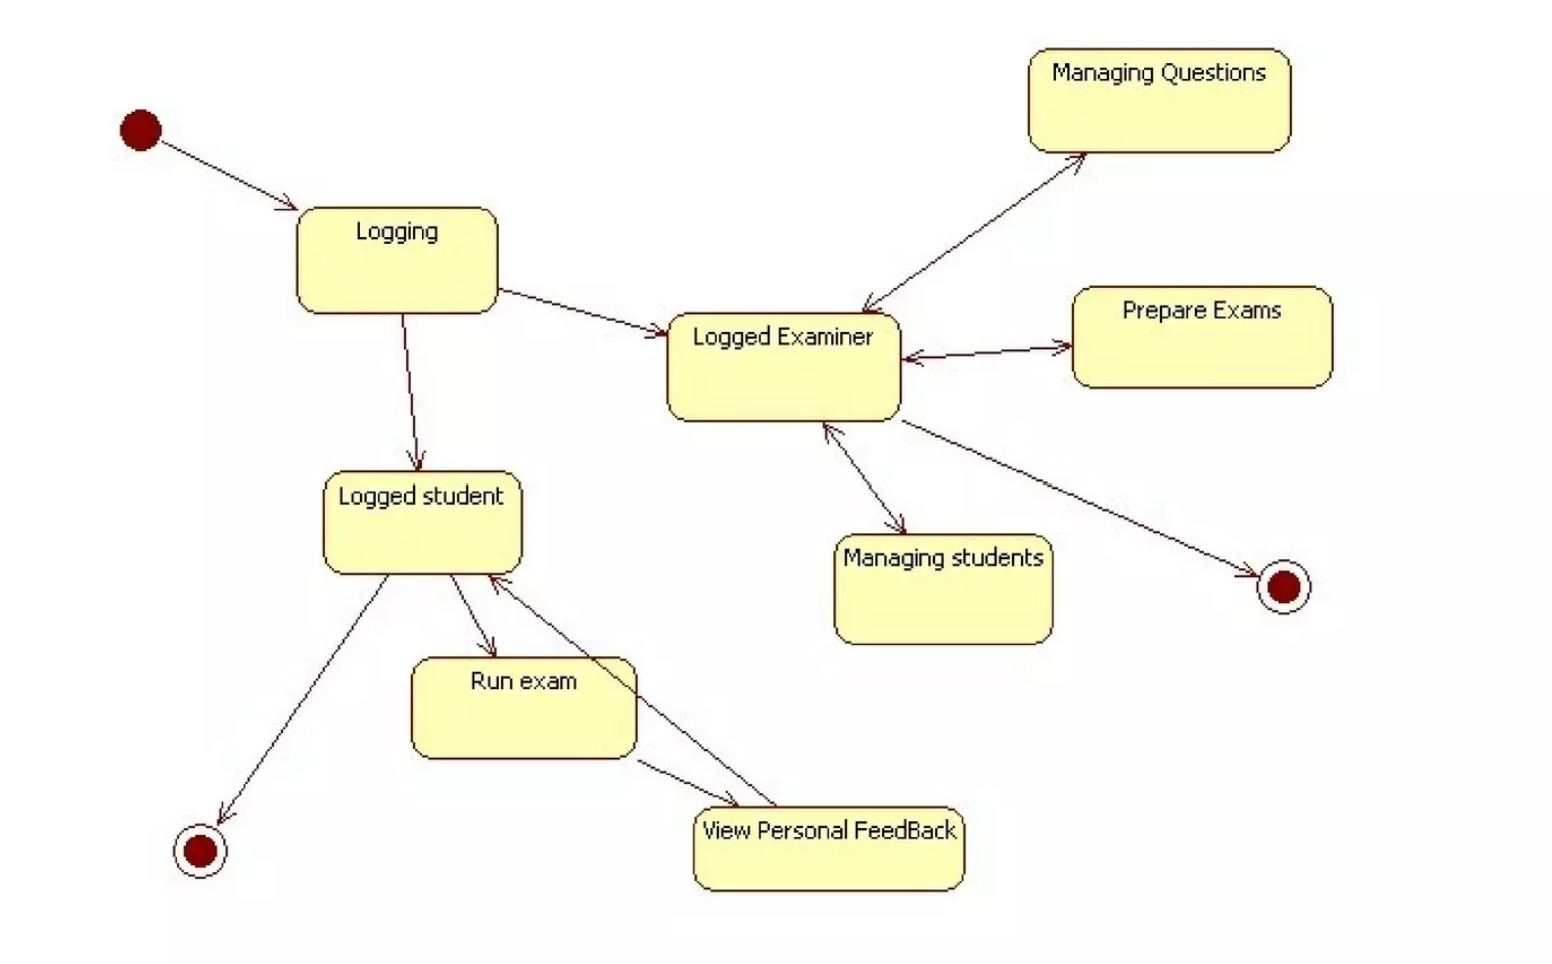 Managing Questions
Logging
Prepare Exams
Logged Examiner
Logged student
Managing students
Run exam
View Personal FeedBack